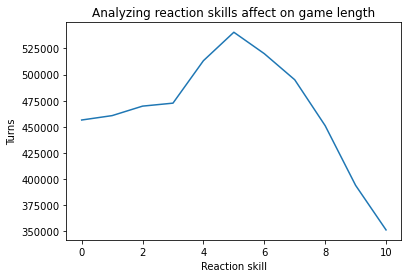 Analyzing reaction skills affect on game length
Turns
525000
500000
475000
450000
425000
400000
375000
350000
0 2 4 6 8 10
Reaction skill